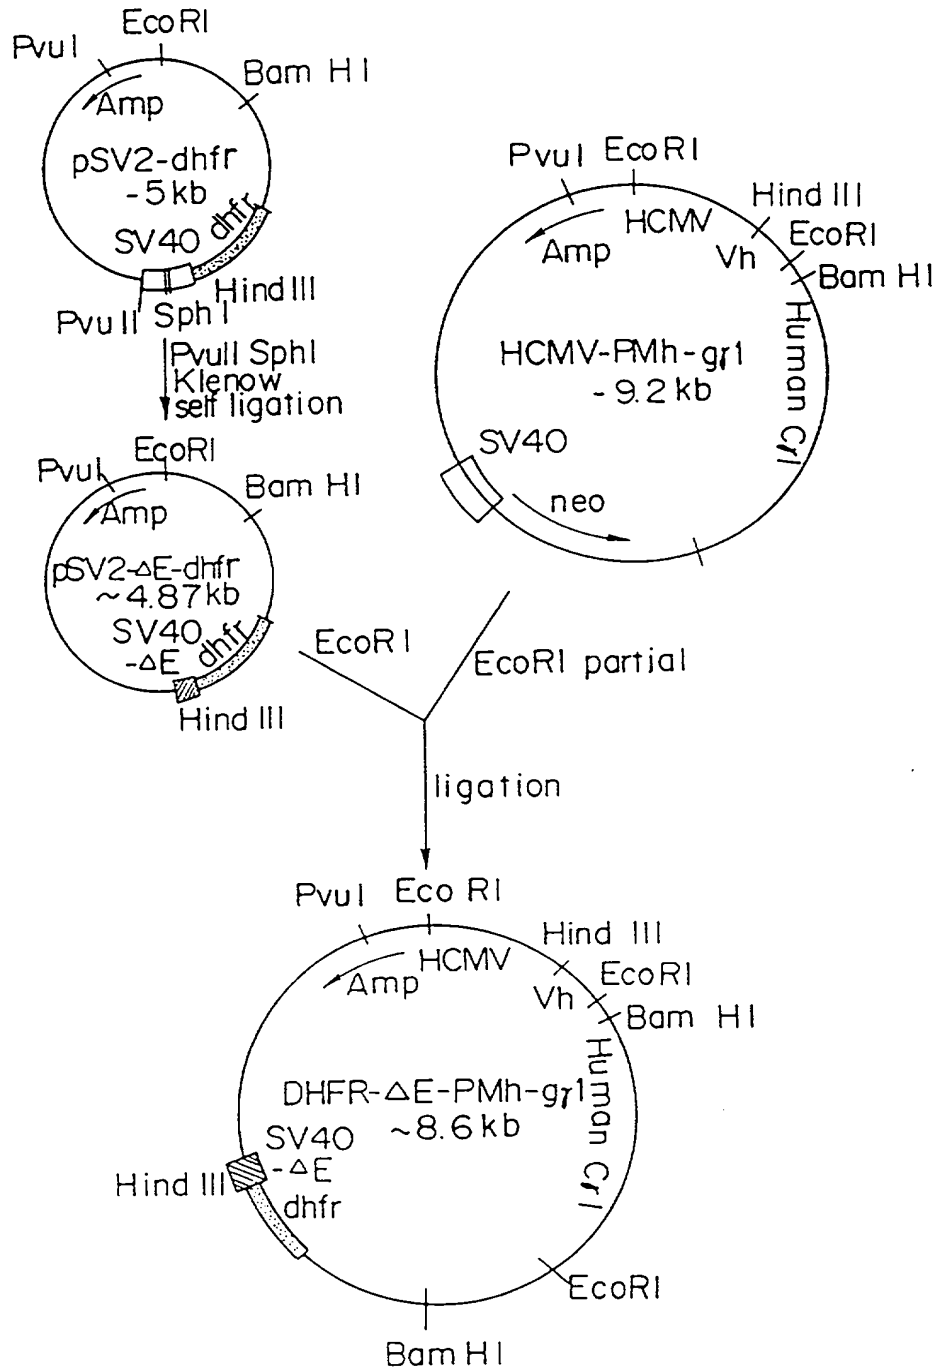 EcoRI
PvuI
Bam HI
Amp
pSV2-dhfr
-5kb
dhfr
SV40
HindIII
PvuII SphI
PvuII SphI
Klenow
self ligation
PvuI EcoRI
HindIII
HCMV
EcoRI
Amp
Vh
Bam HI
HCMV-PMh-gγ1
-9.2kb
Human Cγ1
SV40
neo
EcoRI
PvuI
Bam HI
Amp
pSV2-ΔE-dhfr
~4.87kb
SV40
-ΔE
dhfr
Hind III
EcoRI
EcoRI partial
ligation
PvuI Eco RI
Hind III
HCMV
EcoRI
Amp
Vh
Bam HI
DHFR-ΔE-PMh-gγ1
~8.6kb
Human Cγ1
SV40
-ΔE
Hind III
dhfr
EcoRI
Bam HI